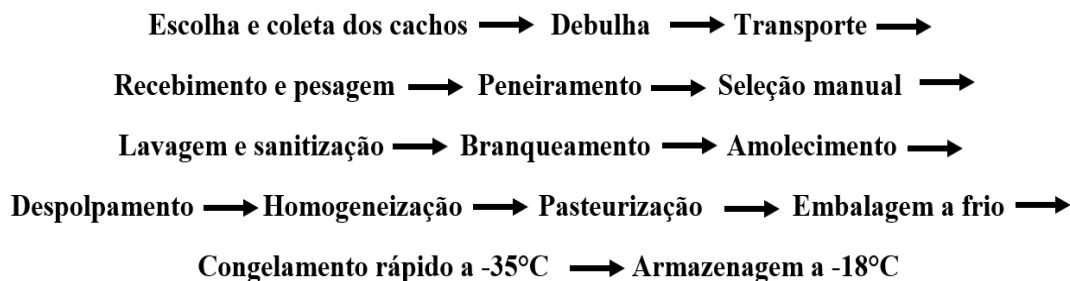 Escolha e coleta dos cachos → Debulha → Transporte →
Recebimento e pesagem → Peneiramento → Seleção manual →
Lavagem e sanitização → Branqueamento → Amolecimento →
Despolpamento → Homogeneização → Pasteurização → Embalagem a frio →
Congelamento rápido a -35°C → Armazenagem a -18°C